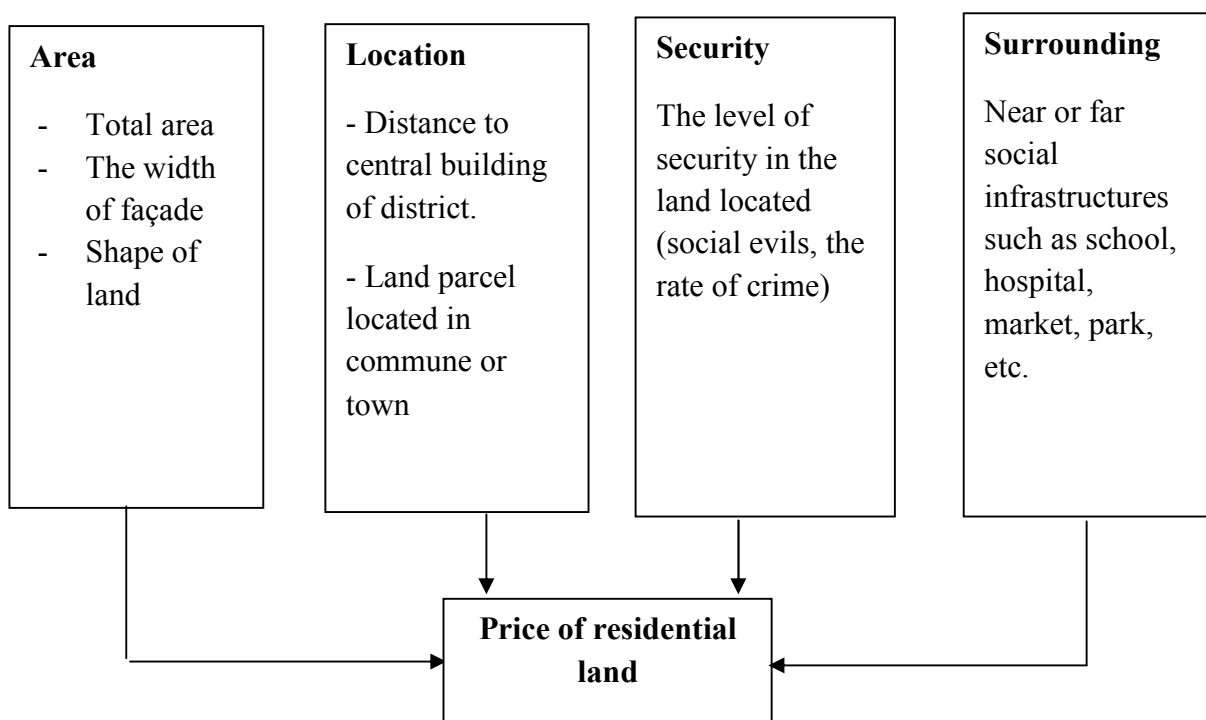 Area
- Total area
- The width
of façade
- Shape of
land
Location
- Distance to
central building
of district.
- Land parcel
located in
commune or
town
Security
The level of
security in the
land located
(social evils, the
rate of crime)
Surrounding
Near or far
social
infrastructures
such as school,
hospital,
market, park,
etc.
Price of residential
land